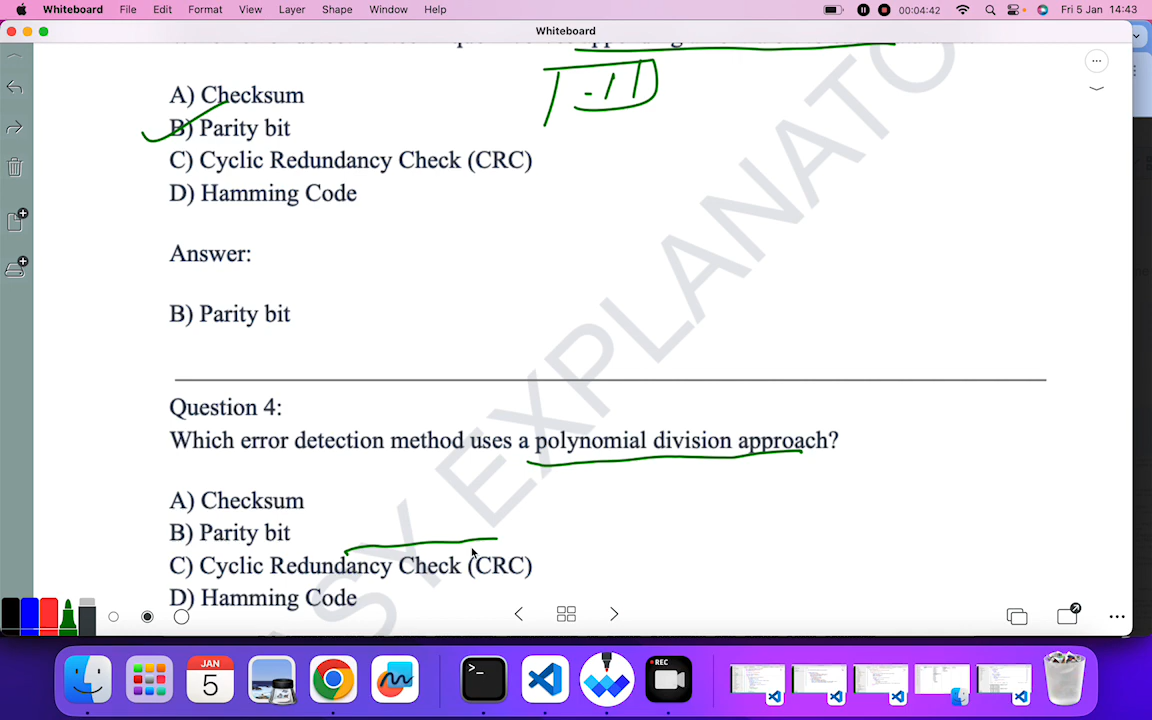 Whiteboard File Edit Format View Layer Shape Window Help 00:04:42 Fri 5 Jan 14:43
Whiteboard
A) Checksum
B) Parity bit
C) Cyclic Redundancy Check (CRC)
D) Hamming Code
Answer:
B) Parity bit
Question 4:
Which error detection method uses a polynomial division approach?
A) Checksum
B) Parity bit
C) Cyclic Redundancy Check (CRC)
D) Hamming Code
SY EXPLANATO
JAN
5
REC